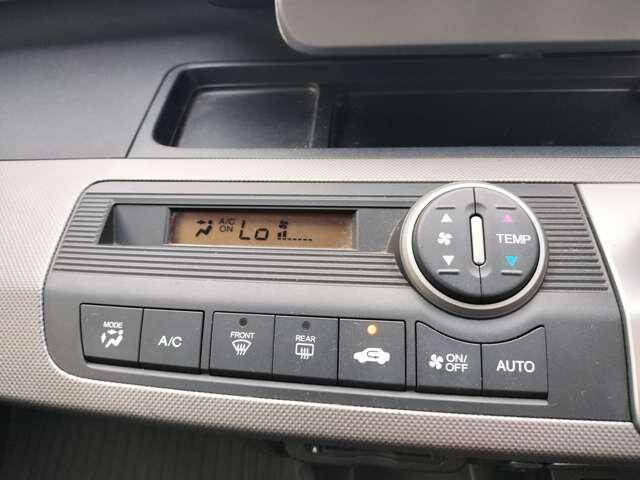 A/C
ON Lo
TEMP
MODE
A/C
FRONT
REAR
ON/
OFF
AUTO